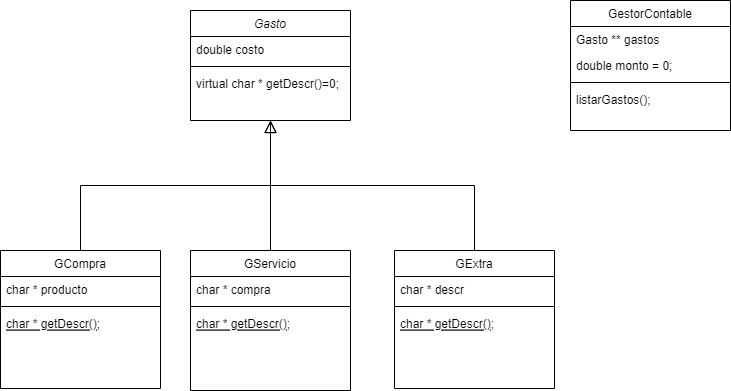 Gasto
double costo
virtual char * getDescr()=0;
GestorContable
Gasto ** gastos
double monto = 0;
listarGastos();
GCompra
char * producto
char * getDescr();
GServicio
char * compra
char * getDescr();
GExtra
char * descr
char * getDescr();